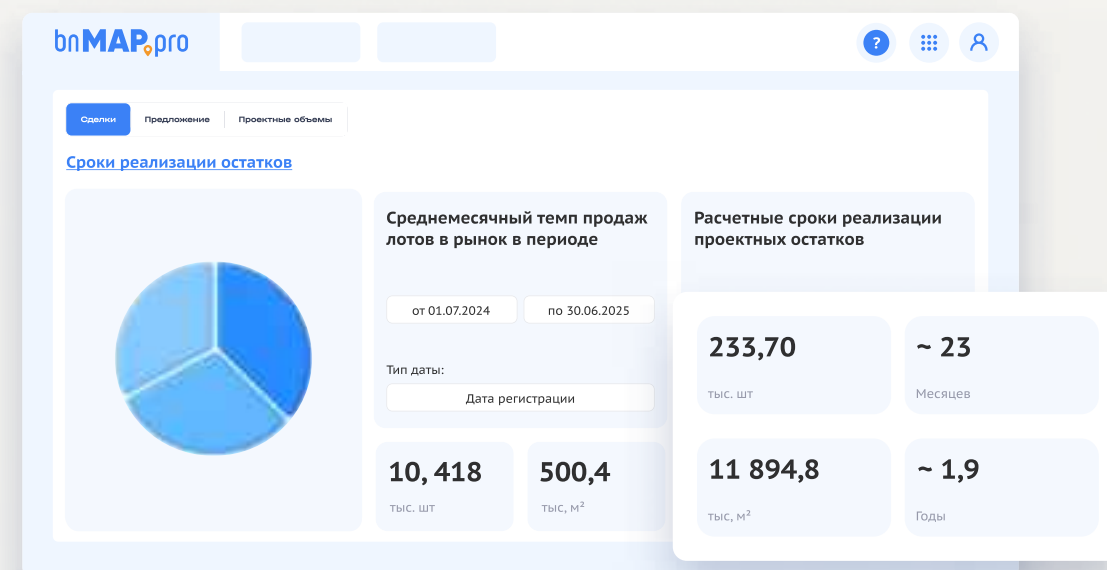 bnMAP.pro
?
Сделки
Предложение
Проектные объемы
Сроки реализации остатков
Среднемесячный темп продаж
лотов в рынок в периоде
от 01.07.2024
по 30.06.2025
Тип даты:
Дата регистрации
10, 418
тыс. шт
500,4
тыс, м²
Расчетные сроки реализации
проектных остатков
233,70
тыс. шт
~ 23
Месяцев
11 894,8
тыс, м²
~ 1,9
Годы